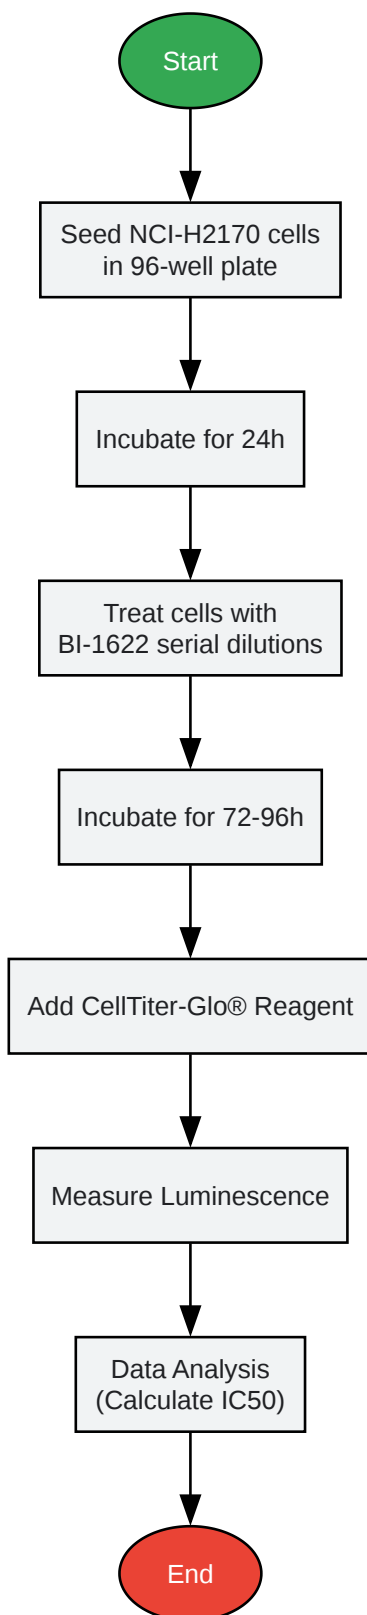 Start
Seed NCI-H2170 cells
in 96-well plate
Incubate for 24h
Treat cells with
BI-1622 serial dilutions
Incubate for 72-96h
Add CellTiter-Glo® Reagent
Measure Luminescence
Data Analysis
(Calculate IC50)
End